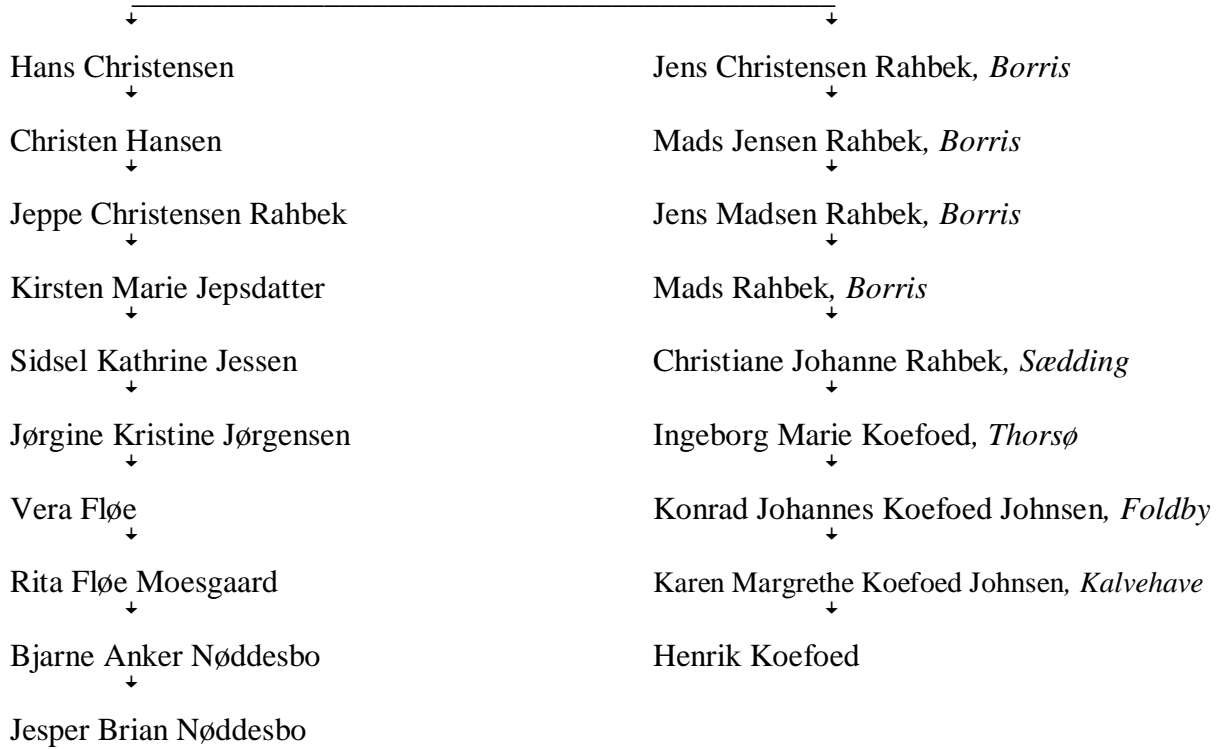 Hans Christensen
Jens Christensen Rahbek, Borris
Christen Hansen
Mads Jensen Rahbek, Borris
Jeppe Christensen Rahbek
Jens Madsen Rahbek, Borris
Kirsten Marie Jepsdatter
Mads Rahbek, Borris
Sidsel Kathrine Jessen
Christiane Johanne Rahbek, Sædding
Jørgine Kristine Jørgensen
Ingeborg Marie Koefoed, Thorsø
Vera Fløe
Konrad Johannes Koefoed Johnsen, Foldby
Rita Fløe Moesgaard
Karen Margrethe Koefoed Johnsen, Kalvehave
Bjarne Anker Nøddesbo
Henrik Koefoed
Jesper Brian Nøddesbo